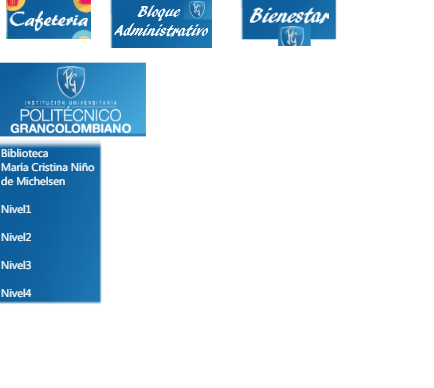 Cafeteria
Bloque
Administrativo
Bienestar
INSTITUCIÓN UNIVERSITARIA
POLITÉCNICO
GRANCOLOMBIANO
Biblioteca
María Cristina Niño
de Michelsen
Nivel1
Nivel2
Nivel3
Nivel4